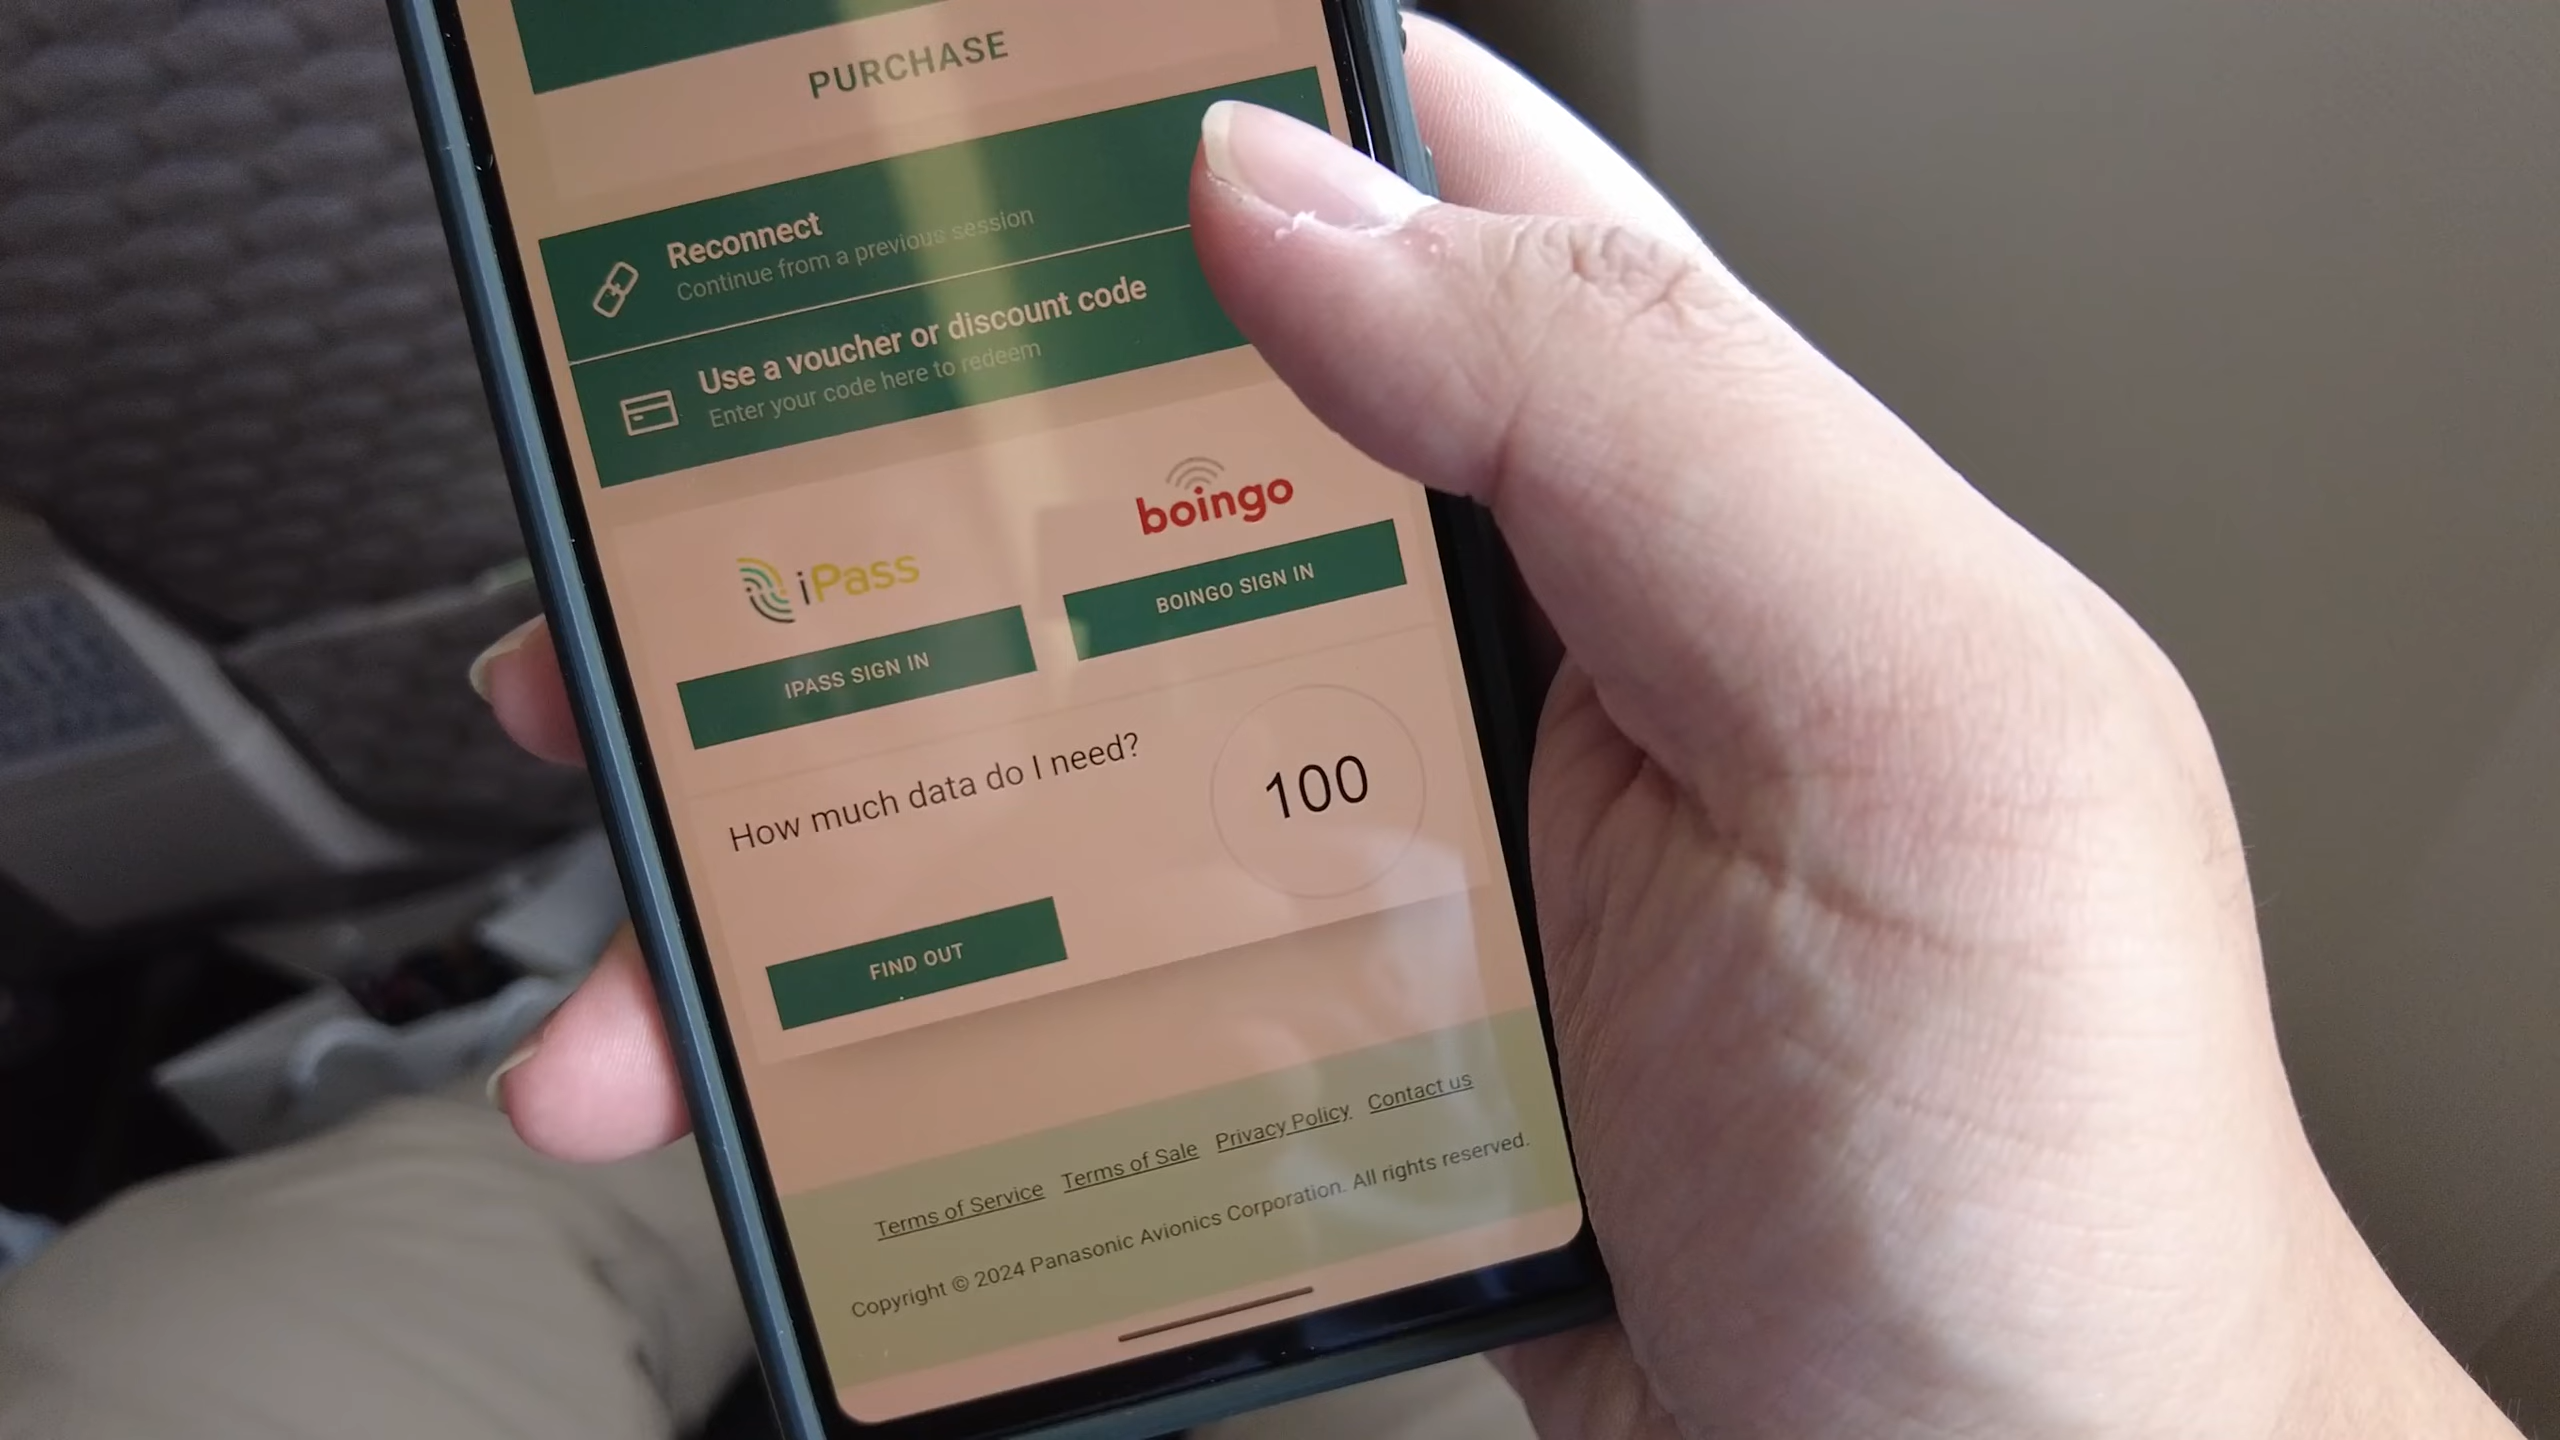 PURCHASE
Reconnect
Continue from a previous session
Use a voucher or discount code
Enter your code here to redeem
iPass
boingo
IPASS SIGN IN
BOINGO SIGN IN
How much data do I need?
100
FIND OUT
Terms of Service Terms of Sale Privacy Policy Contact us
Copyright © 2024 Panasonic Avionics Corporation. All rights reserved.